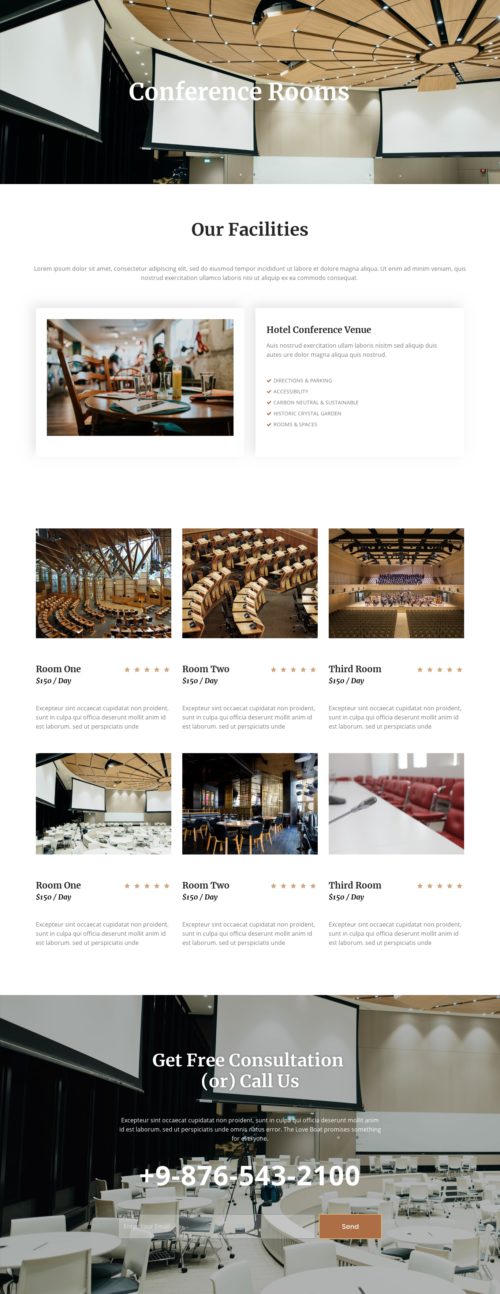 Conference Rooms
Our Facilities
Lorem ipsum dolor sit amet, consectetur adipiscing elit, sed do eiusmod tempor incididunt ut labore et dolore magna aliqua. Ut enim ad minim veniam, quis
nostrud exercitation ullamco laboris nisi ut aliquip ex ea commodo consequat.
Hotel Conference Venue
Auis nostrud exercitation ullam laboris nisitm sed aliquip duis
autes ure dolor magna aliqua quis nostrud.
DIRECTIONS & PARKING
ACCESSIBILITY
CARBON NEUTRAL & SUSTAINABLE
HISTORIC CRYSTAL GARDEN
ROOMS & SPACES
Room One
$150 / Day
Excepteur sint occaecat cupidatat non proident,
sunt in culpa qui officia deserunt mollit anim id
est laborum. sed ut perspiciatis unde
Room Two
$150 / Day
Excepteur sint occaecat cupidatat non proident,
sunt in culpa qui officia deserunt mollit anim id
est laborum. sed ut perspiciatis unde
Third Room
$150 / Day
Excepteur sint occaecat cupidatat non proident,
sunt in culpa qui officia deserunt mollit anim id
est laborum. sed ut perspiciatis unde
Room One
$150 / Day
Excepteur sint occaecat cupidatat non proident,
sunt in culpa qui officia deserunt mollit anim id
est laborum. sed ut perspiciatis unde
Room Two
$150 / Day
Excepteur sint occaecat cupidatat non proident,
sunt in culpa qui officia deserunt mollit anim id
est laborum. sed ut perspiciatis unde
Third Room
$150 / Day
Excepteur sint occaecat cupidatat non proident,
sunt in culpa qui officia deserunt mollit anim id
est laborum. sed ut perspiciatis unde
Get Free Consultation
(or) Call Us
Excepteur sint occaecat cupidatat non proident, sunt in culpa qui officia deserunt mollit anim
id est laborum. sed ut perspiciatis unde omnis natus error. The Love Boat promises something
for everyone.
+9-876-543-2100
Enter Your Email
Send